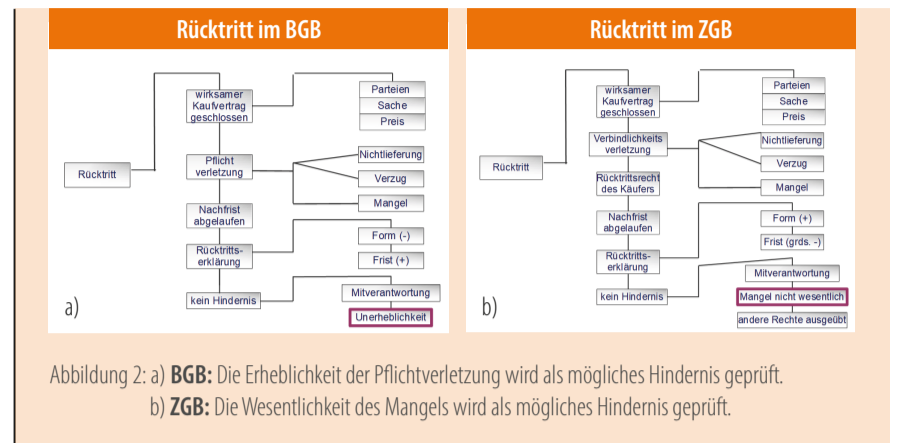 Rücktritt im BGB
wirksamer
Kaufvertrag
geschlossen
Parteien
Sache
Preis
Rücktritt
Pflicht
verletzung
Nichtlieferung
Verzug
Mangel
Nachfrist
abgelaufen
Rücktritts-
erklärung
Form (-)
Frist (+)
kein Hindernis
Mitverantwortung
Unerheblichkeit
a)
Rücktritt im ZGB
wirksamer
Kaufvertrag
geschlossen
Parteien
Sache
Preis
Rücktritt
Verbindlichkeits
verletzung
Nichtlieferung
Verzug
Mangel
Rücktrittsrecht
des Käufers
Nachfrist
abgelaufen
Rücktritts-
erklärung
Form (+)
Frist (grds. -)
kein Hindernis
Mitverantwortung
Mangel nicht wesentlich
andere Rechte ausgeübt
b)
Abbildung 2: a) BGB: Die Erheblichkeit der Pflichtverletzung wird als mögliches Hindernis geprüft.
b) ZGB: Die Wesentlichkeit des Mangels wird als mögliches Hindernis geprüft.